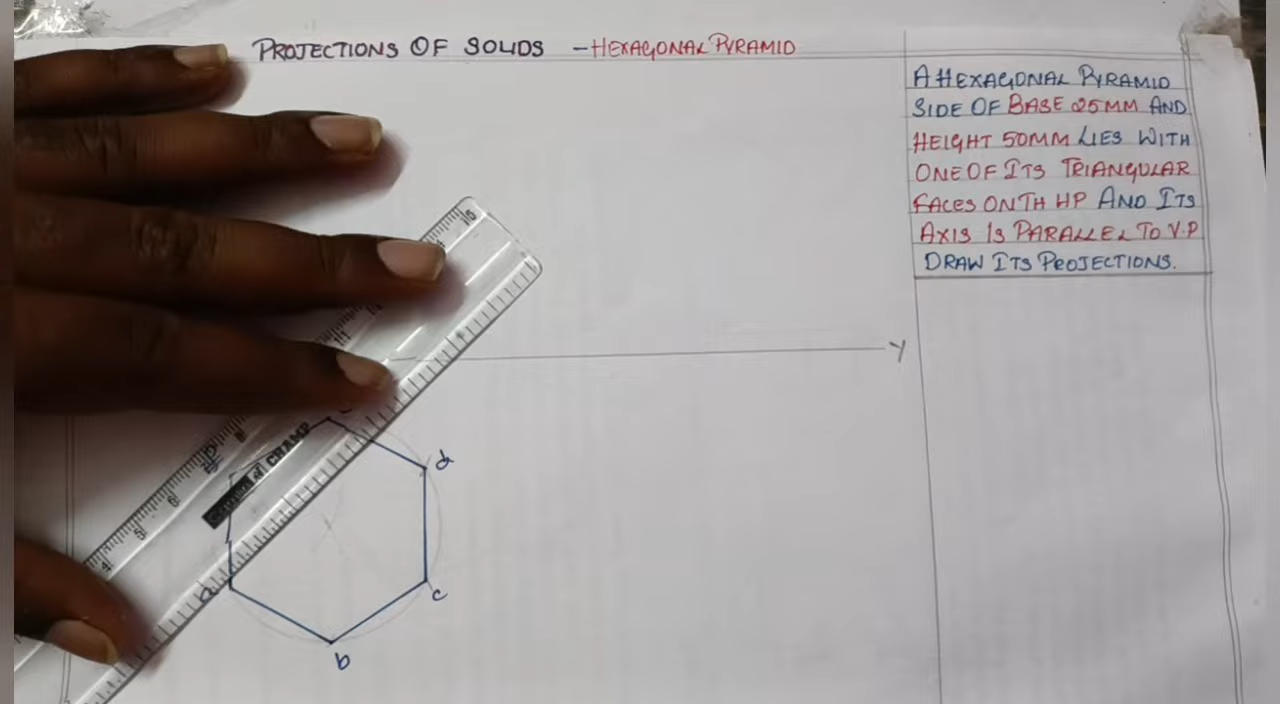 PROJECTIONS OF SOLIDS - HEXAGONAL PYRAMID
A HEXAGONAL PYRAMID
SIDE OF BASE 25MM AND
HEIGHT 50MM LIES WITH
ONE OF ITS TRIANGULAR
FACES ON TH HP AND ITS
AXIS IS PARALLEL TO V.P
DRAW ITS PROJECTIONS.
Y
d
c
b